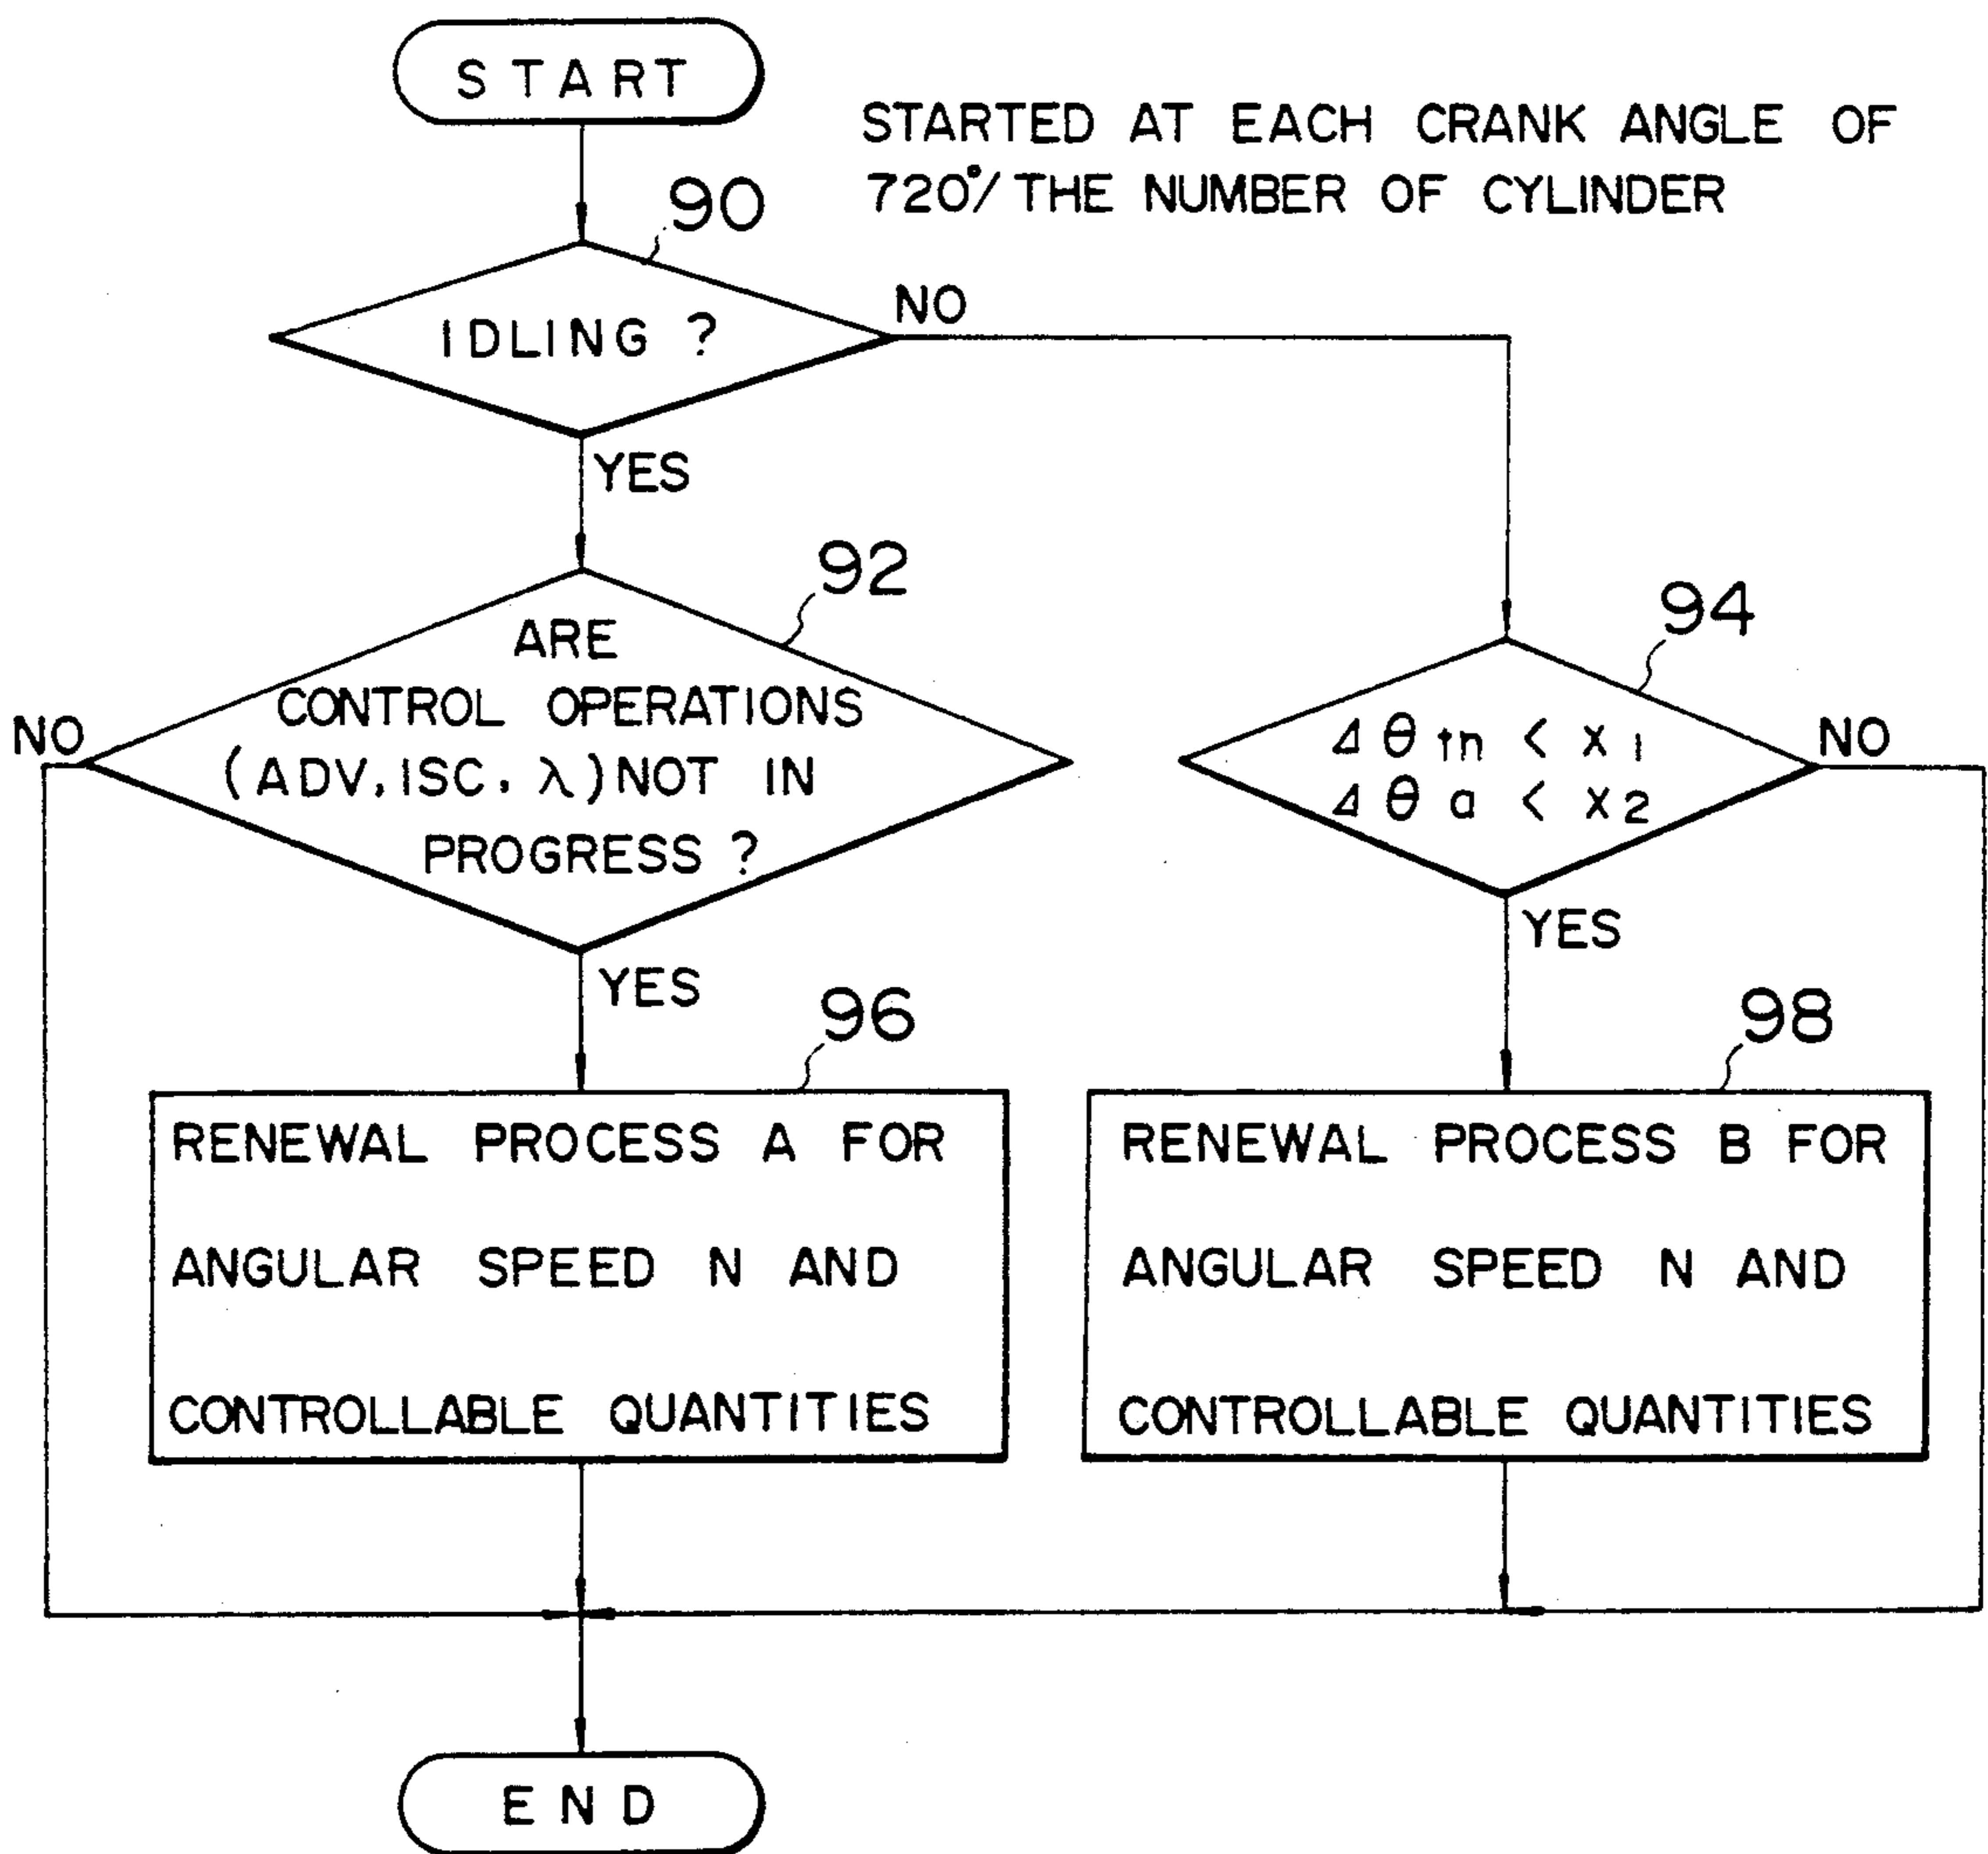 START
STARTED AT EACH CRANK ANGLE OF
720°/THE NUMBER OF CYLINDER
90
IDLING ?
NO
YES
92
ARE
CONTROL OPERATIONS
(ADV, ISC, λ) NOT IN
PROGRESS ?
NO
YES
94
Δθth < x1
Δθa < x2
NO
YES
96
RENEWAL PROCESS A FOR
ANGULAR SPEED N AND
CONTROLLABLE QUANTITIES
98
RENEWAL PROCESS B FOR
ANGULAR SPEED N AND
CONTROLLABLE QUANTITIES
END